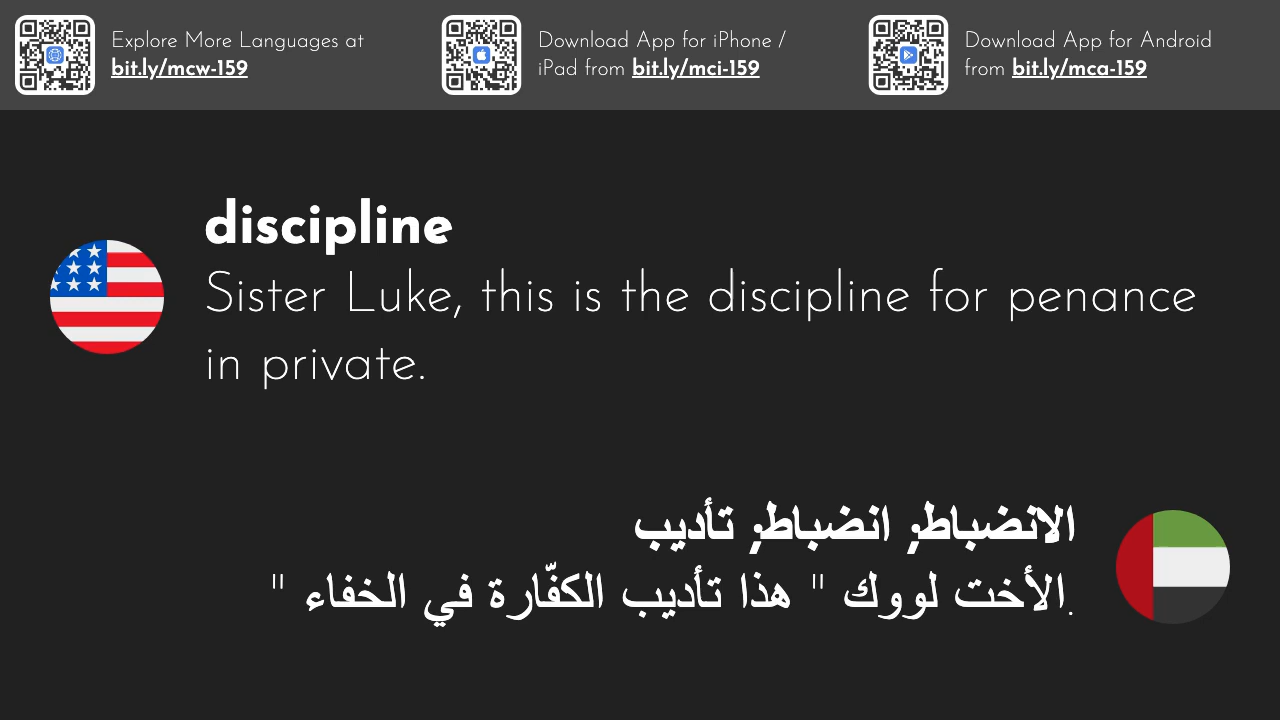 Explore More Languages at
bit.ly/mcw-159
Download App for iPhone /
iPad from bit.ly/mci-159
Download App for Android
from bit.ly/mca-159
discipline
Sister Luke, this is the discipline for penance
in private.
الانضباط; انضباط; تأديب
.الأخت لووك " هذا تأديب الكفّارة في الخفاء "